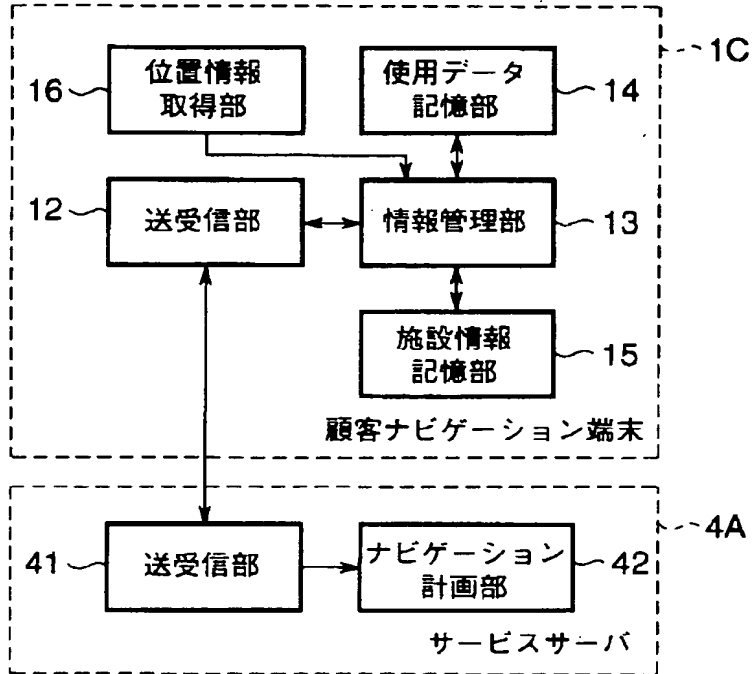 1C
16
位置情報
取得部
使用データ
記憶部
14
12
送受信部
情報管理部
13
施設情報
記憶部
15
顧客ナビゲーション端末
4A
41
送受信部
ナビゲーション
計画部
42
サービスサーバ